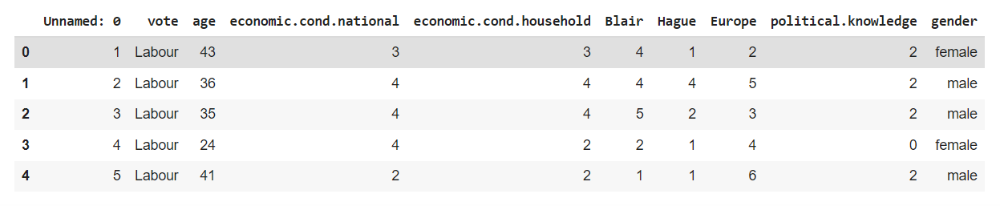 Unnamed: 0 vote age economic.cond.national economic.cond.household Blair Hague Europe political.knowledge gender
0 1 Labour 43 3 3 4 1 2 2 female
1 2 Labour 36 4 4 4 4 5 2 male
2 3 Labour 35 4 4 5 2 3 2 male
3 4 Labour 24 4 2 2 1 4 0 female
4 5 Labour 41 2 2 1 1 6 2 male